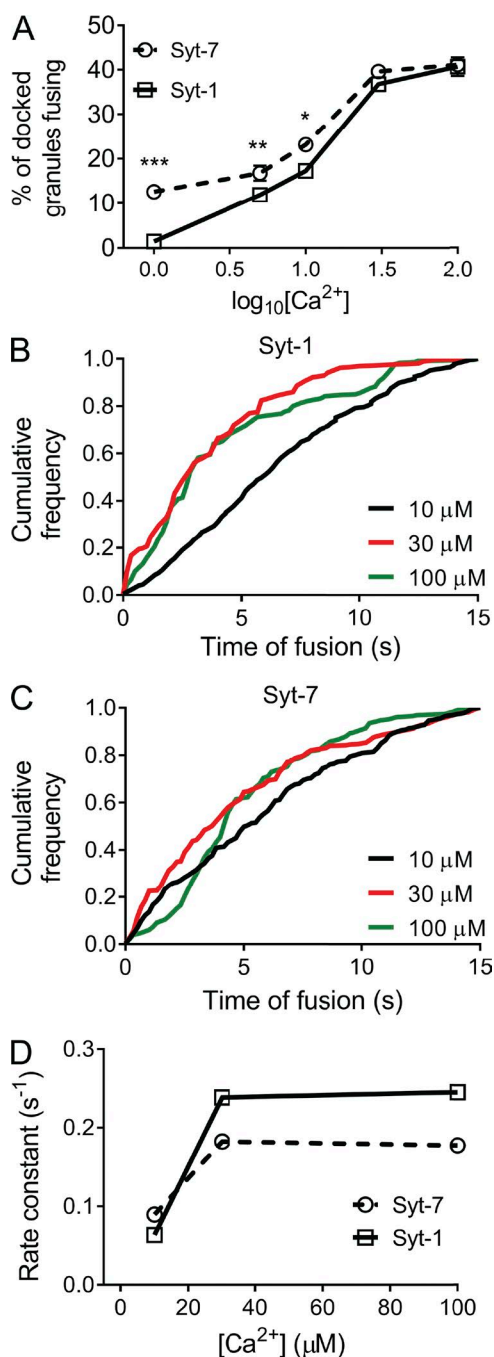 A
Syt-7
Syt-1
% of docked
granules fusing
50
40
30
20
10
0
***
**
*
0.0 0.5 1.0 1.5 2.0
log₁₀[Ca²⁺]
B
Syt-1
Cumulative
frequency
1.0
0.8
0.6
0.4
0.2
0.0
10 μM
30 μM
100 μM
0 5 10 15
Time of fusion (s)
C
Syt-7
Cumulative
frequency
1.0
0.8
0.6
0.4
0.2
0.0
10 μM
30 μM
100 μM
0 5 10 15
Time of fusion (s)
D
Rate constant (s⁻¹)
0.3
0.2
0.1
0.0
Syt-7
Syt-1
0 20 40 60 80 100
[Ca²⁺] (μM)